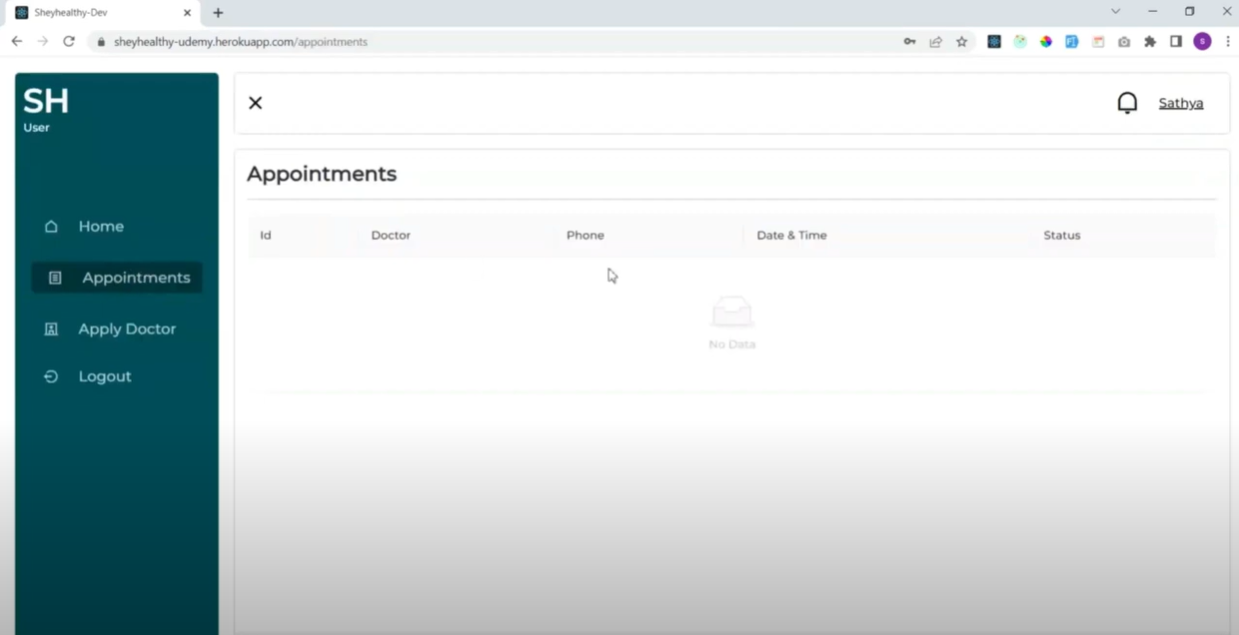 Sheyhealthy-Dev
sheyhealthy-udemy.herokuapp.com/appointments
SH
User
Sathya
Home
Appointments
Apply Doctor
Logout
Appointments
Id Doctor Phone Date & Time Status
No Data